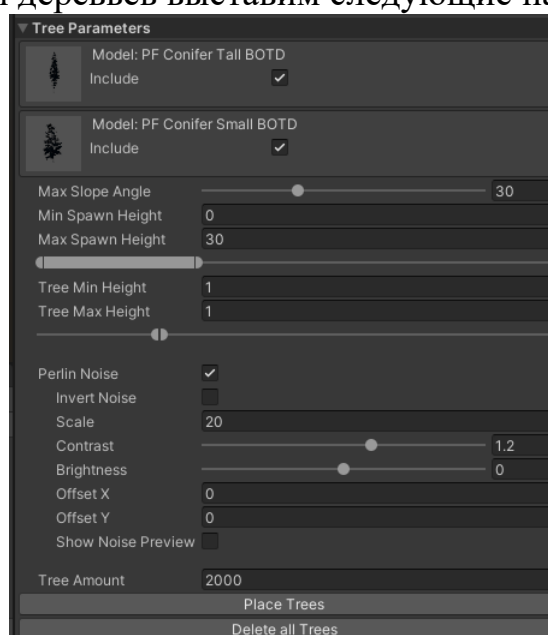 деревьев выставим следующие
Tree Parameters
Model: PF Conifer Tall BOTD
Include
Model: PF Conifer Small BOTD
Include
Max Slope Angle 30
Min Spawn Height 0
Max Spawn Height 30
Tree Min Height 1
Tree Max Height 1
Perlin Noise
Invert Noise
Scale 20
Contrast 1.2
Brightness 0
Offset X 0
Offset Y 0
Show Noise Preview
Tree Amount 2000
Place Trees
Delete all Trees